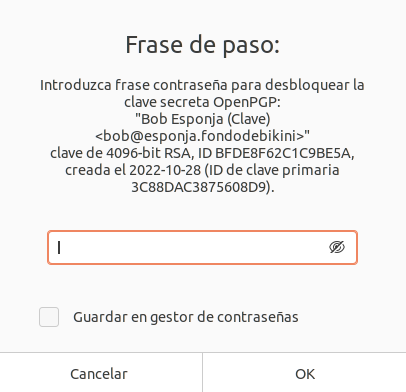 Frase de paso:
Introduzca frase contraseña para desbloquear la
clave secreta OpenPGP:
"Bob Esponja (Clave)
<bob@esponja.fondodebikini>"
clave de 4096-bit RSA, ID BFDE8F62C1C9BE5A,
creada el 2022-10-28 (ID de clave primaria
3C88DAC3875608D9).
Guardar en gestor de contraseñas
Cancelar
OK